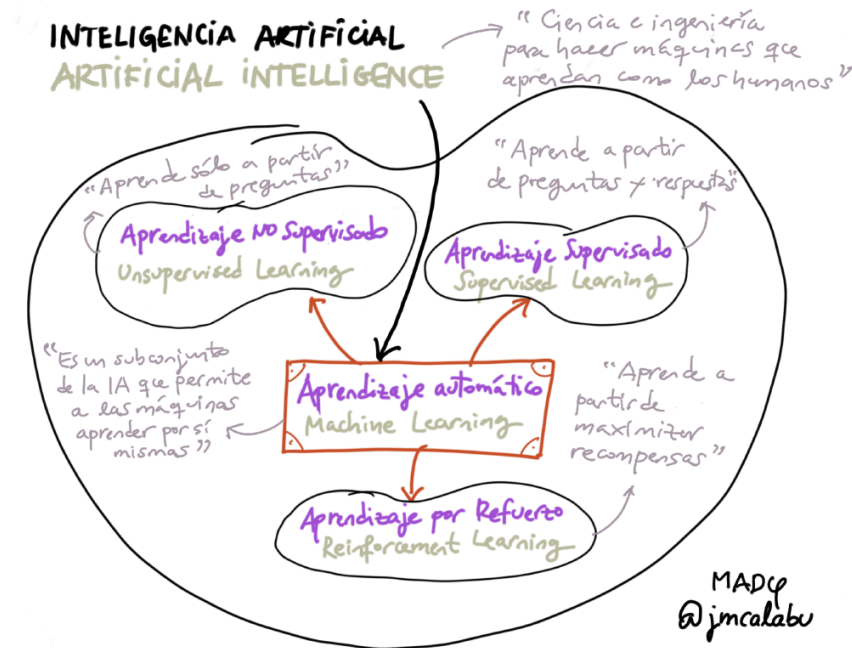 INTELIGENCIA ARTIFICIAL
ARTIFICIAL INTELLIGENCE
"Ciencia e ingeniería
para hacer máquinas que
aprendan como los humanos"
"Aprende sólo a partir
de preguntas"
"Aprende a partir
de preguntas y respuestas"
Aprendizaje NO Supervisado
Unsupervised Learning
Aprendizaje Supervisado
Supervised Learning
"Es un subconjunto
de la IA que permite
a las máquinas
aprender por sí
mismas"
Aprendizaje automático
Machine Learning
"Aprende a
partir de
maximizar
recompensas"
Aprendizaje por Refuerzo
Reinforcement Learning
@jmcalabu